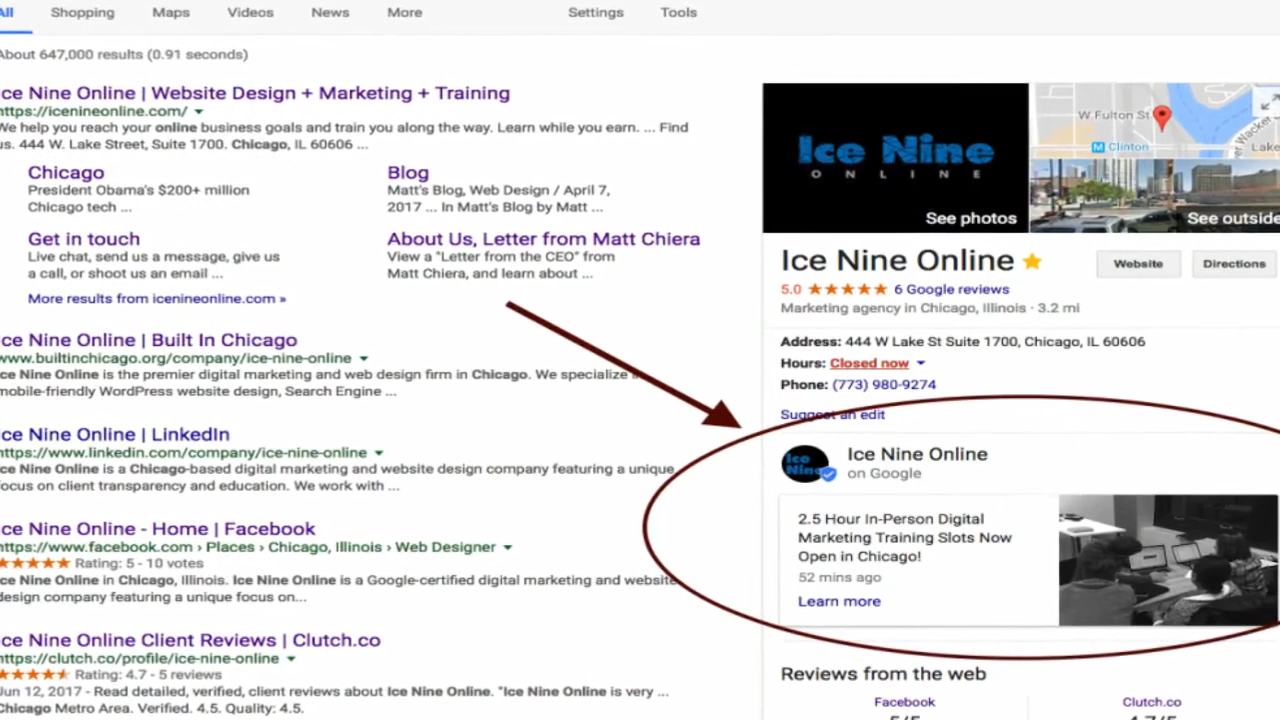 All Shopping Maps Videos News More Settings Tools
About 647,000 results (0.91 seconds)
ce Nine Online | Website Design + Marketing + Training
https://icenineonline.com/
We help you reach your online business goals and train you along the way. Learn while you earn. ... Find
us. 444 W. Lake Street, Suite 1700. Chicago, IL 60606 ...
Chicago
President Obama's $200+ million
Chicago tech ...
Blog
Matt's Blog, Web Design / April 7,
2017 ... In Matt's Blog by Matt ...
Get in touch
Live chat, send us a message, give us
a call, or shoot us an email ...
About Us, Letter from Matt Chiera
View a "Letter from the CEO" from
Matt Chiera, and learn about ...
More results from icenineonline.com »
ce Nine Online | Built In Chicago
www.builtinchicago.org/company/ice-nine-online
ce Nine Online is the premier digital marketing and web design firm in Chicago. We specialize in
mobile-friendly WordPress website design, Search Engine ...
ce Nine Online | LinkedIn
https://www.linkedin.com/company/ice-nine-online
ce Nine Online is a Chicago-based digital marketing and website design company featuring a unique
focus on client transparency and education. We work with ...
ce Nine Online - Home | Facebook
https://www.facebook.com › Places › Chicago, Illinois › Web Designer
Rating: 5 - 10 votes
ce Nine Online in Chicago, Illinois. Ice Nine Online is a Google-certified digital marketing and website
design company featuring a unique focus on...
ce Nine Online Client Reviews | Clutch.co
https://clutch.co/profile/ice-nine-online
Rating: 4.7 - 5 reviews
Jun 12, 2017 - Read detailed, verified, client reviews about Ice Nine Online. "Ice Nine Online is very ...
Chicago Metro Area. Verified. 4.5. Quality: 4.5.
Ice Nine
ONLINE
See photos
W Fulton St
M Clinton
Lake
See outside
Ice Nine Online
Website
Directions
5.0 6 Google reviews
Marketing agency in Chicago, Illinois · 3.2 mi
Address: 444 W Lake St Suite 1700, Chicago, IL 60606
Hours: Closed now
Phone: (773) 980-9274
Suggest an edit
Ice
Nine
Ice Nine Online
on Google
2.5 Hour In-Person Digital
Marketing Training Slots Now
Open in Chicago!
52 mins ago
Learn more
Reviews from the web
Facebook
Clutch.co